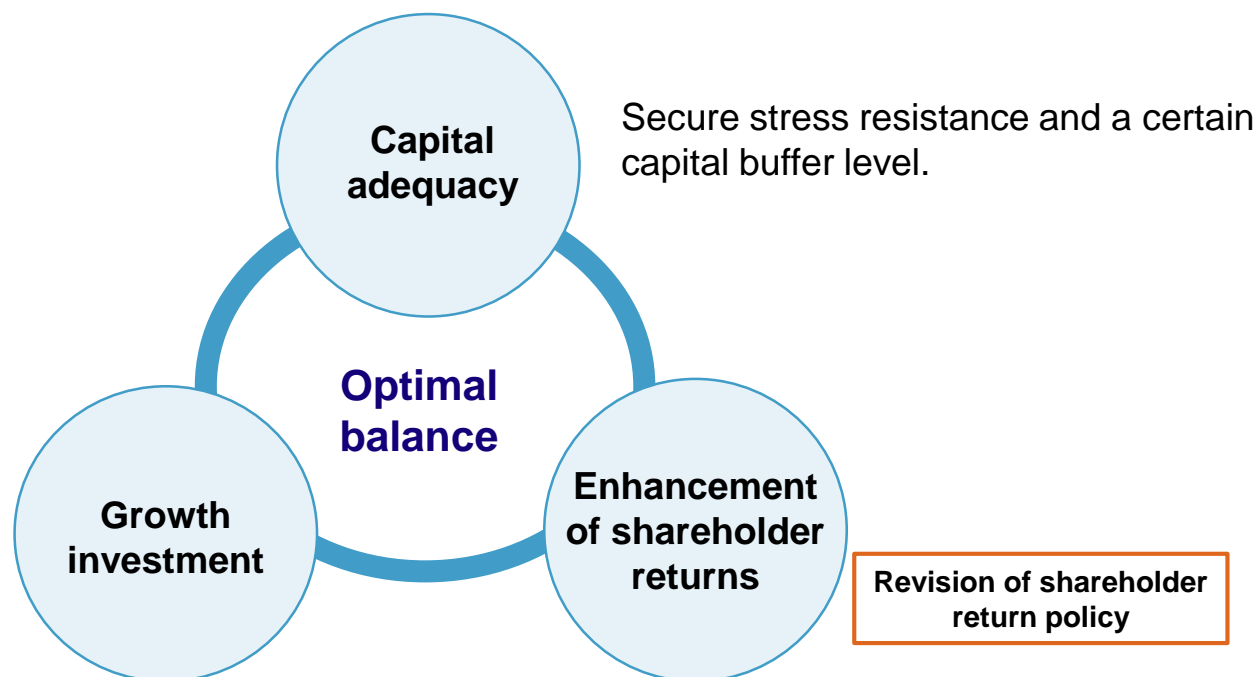 Capital
adequacy
Secure stress resistance and a certain
capital buffer level.
Optimal
balance
Growth
investment
Enhancement
of shareholder
returns
Revision of shareholder
return policy